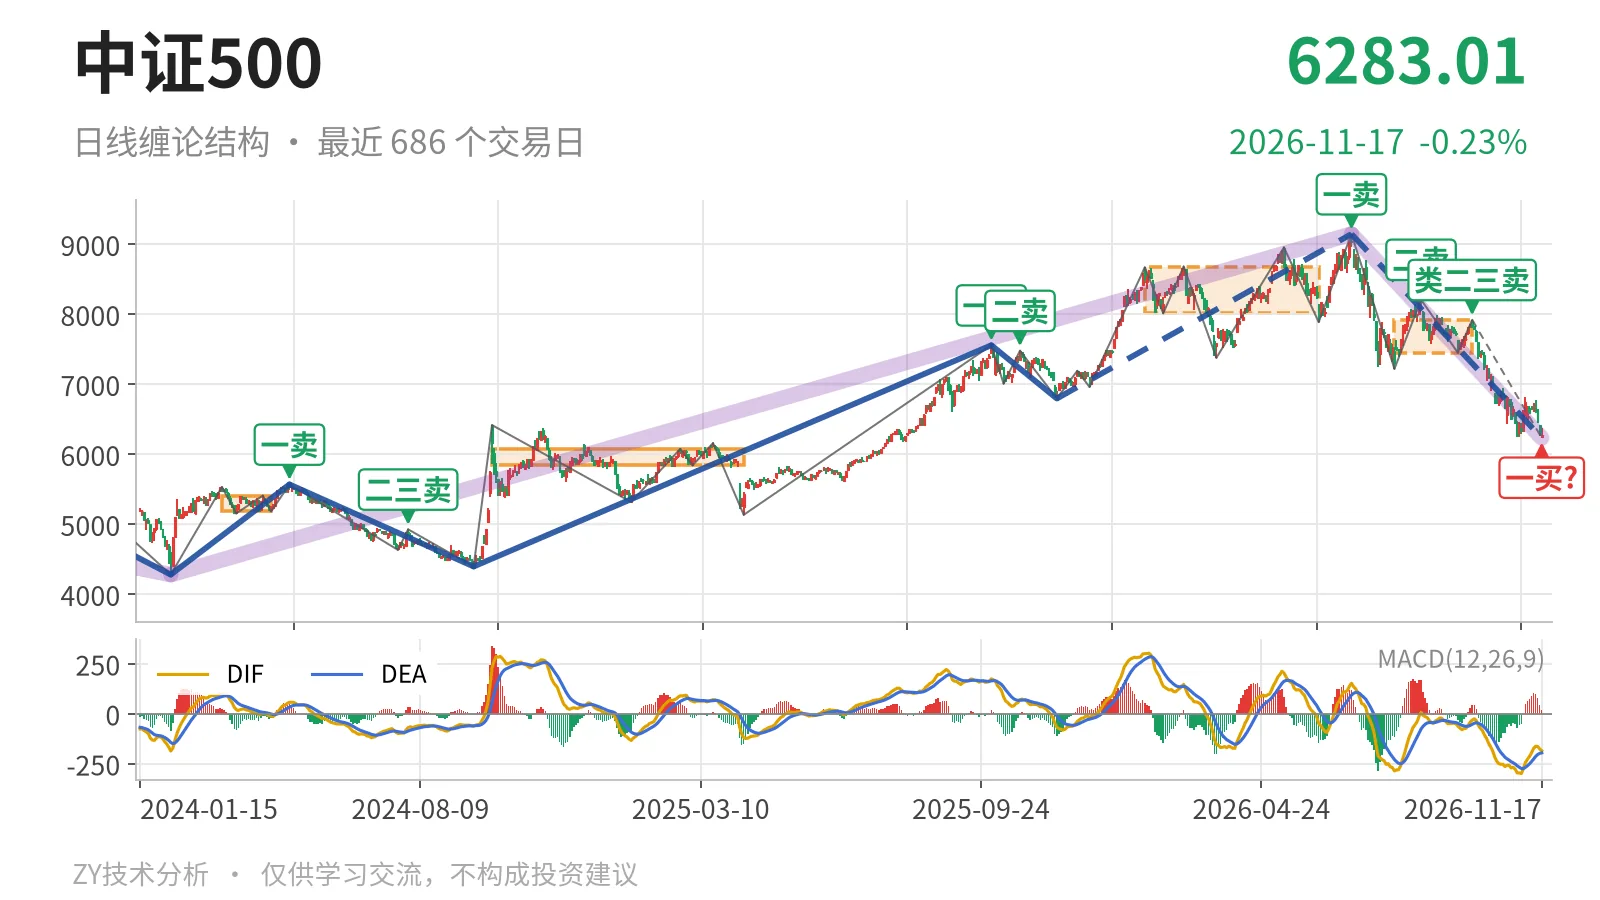 中证500
6283.01
日线缠论结构 · 最近 686 个交易日
2026-11-17 -0.23%
一卖
二卖
类二三卖
一
二卖
一卖
二三卖
一买?
9000
8000
7000
6000
5000
4000
250
0
-250
DIF
DEA
MACD(12,26,9)
2024-01-15
2024-08-09
2025-03-10
2025-09-24
2026-04-24
2026-11-17
ZY技术分析 · 仅供学习交流，不构成投资建议